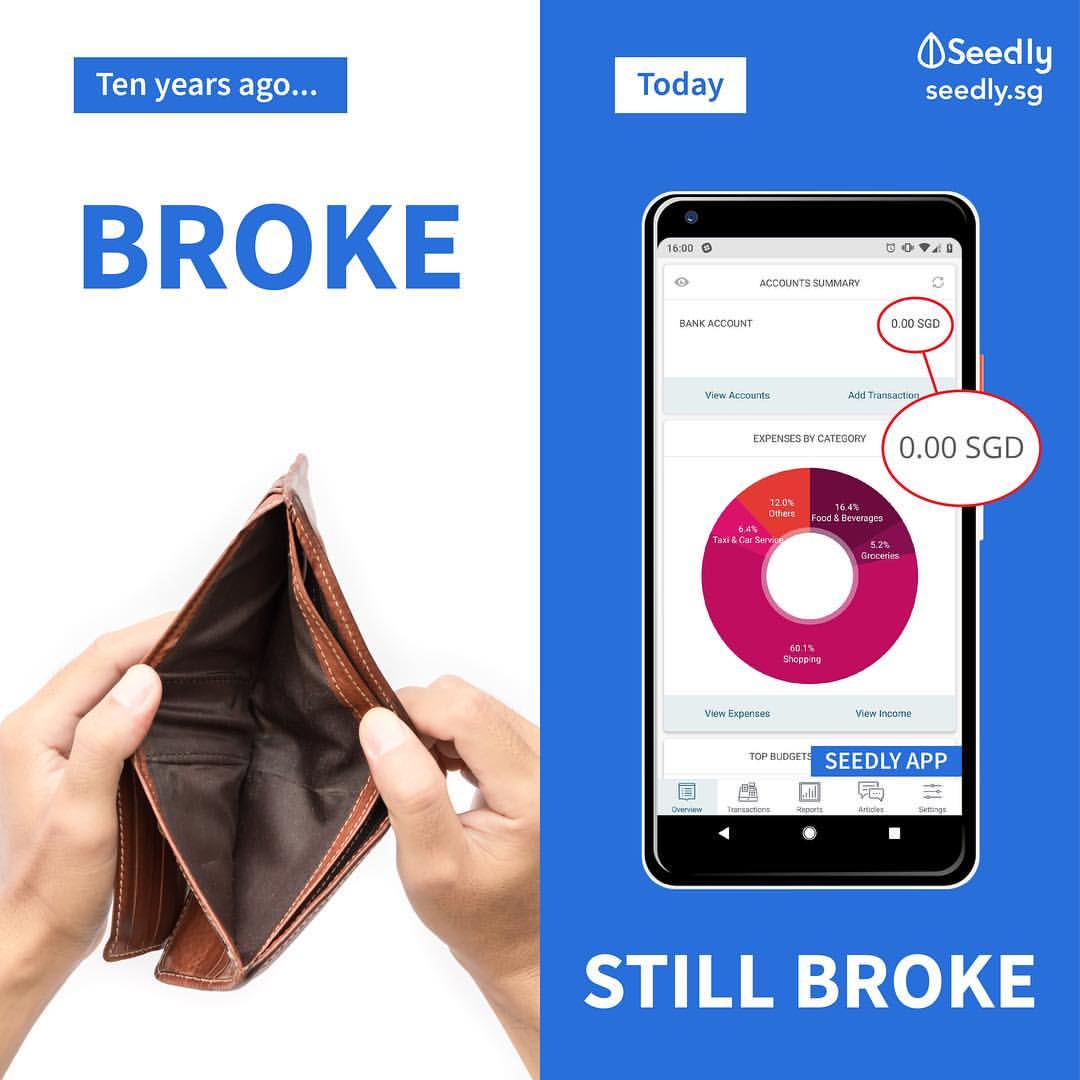 Ten years ago...
BROKE
Today
Seedly
seedly.sg
16:00
ACCOUNTS SUMMARY
BANK ACCOUNT
0.00 SGD
View Accounts
Add Transaction
0.00 SGD
EXPENSES BY CATEGORY
12.0%
Others
16.4%
Food & Beverages
6.4%
Taxi & Car Service
5.2%
Groceries
60.1%
Shopping
View Expenses
View Income
TOP BUDGETS
SEEDLY APP
Overview
Transactions
Reports
Articles
Settings
STILL BROKE